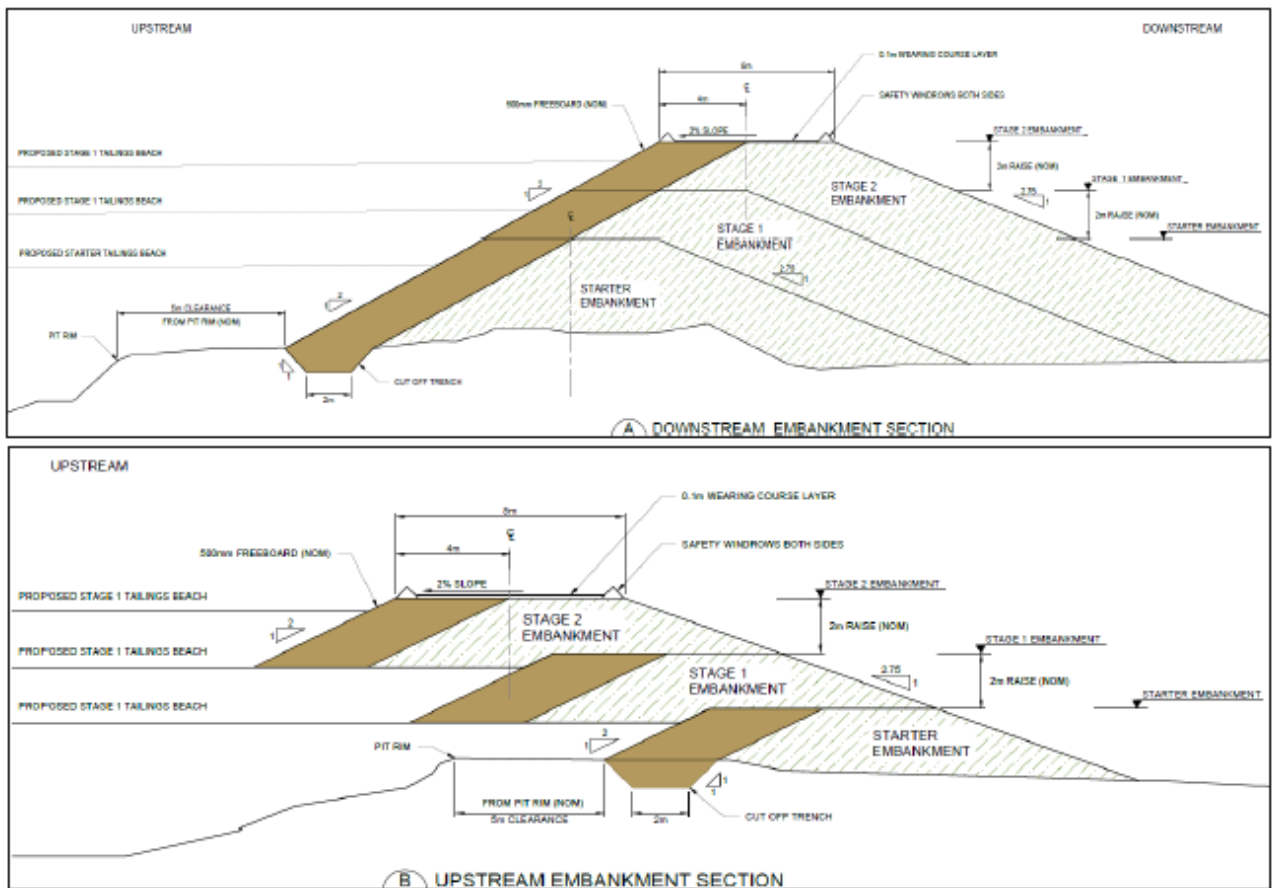 UPSTREAM
DOWNSTREAM
0.1m WEARING COURSE LAYER
8m
℄
4m
SAFETY WINDROWS BOTH SIDES
500mm FREEBOARD (NOM)
2% SLOPE
STAGE 2 EMBANKMENT
PROPOSED STAGE 1 TAILINGS BEACH
2m RAISE (NOM)
STAGE 1 EMBANKMENT
2
1
STAGE 2
EMBANKMENT
2.75
1
PROPOSED STAGE 1 TAILINGS BEACH
2m RAISE (NOM)
℄
STAGE 1
EMBANKMENT
STARTER EMBANKMENT
PROPOSED STARTER TAILINGS BEACH
2.75
1
STARTER
EMBANKMENT
2
1
5m CLEARANCE
FROM PIT RIM (NOM)
PIT RIM
1
1
CUT OFF TRENCH
2m
A DOWNSTREAM EMBANKMENT SECTION
UPSTREAM
0.1m WEARING COURSE LAYER
8m
℄
4m
SAFETY WINDROWS BOTH SIDES
500mm FREEBOARD (NOM)
2% SLOPE
STAGE 2 EMBANKMENT
PROPOSED STAGE 1 TAILINGS BEACH
2
1
STAGE 2
EMBANKMENT
2m RAISE (NOM)
STAGE 1 EMBANKMENT
PROPOSED STAGE 1 TAILINGS BEACH
STAGE 1
EMBANKMENT
2.75
1
2m RAISE (NOM)
STARTER EMBANKMENT
PROPOSED STAGE 1 TAILINGS BEACH
STARTER
EMBANKMENT
2
1
PIT RIM
1
1
FROM PIT RIM (NOM)
5m CLEARANCE
2m
CUT OFF TRENCH
B UPSTREAM EMBANKMENT SECTION